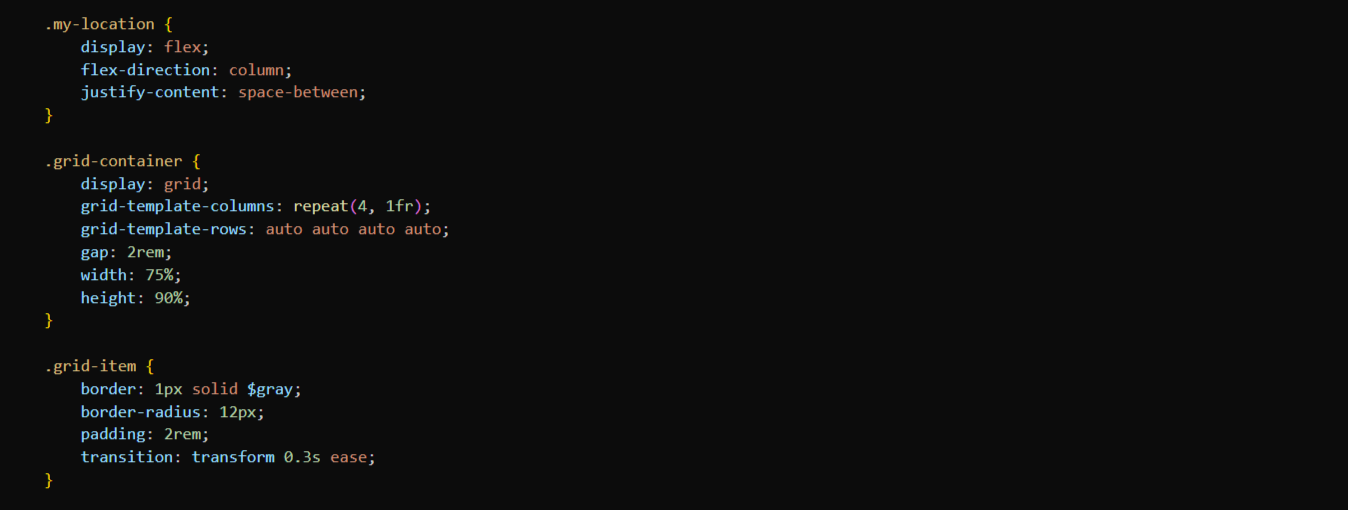 .my-location {
    display: flex;
    flex-direction: column;
    justify-content: space-between;
}

.grid-container {
    display: grid;
    grid-template-columns: repeat(4, 1fr);
    grid-template-rows: auto auto auto auto;
    gap: 2rem;
    width: 75%;
    height: 90%;
}

.grid-item {
    border: 1px solid $gray;
    border-radius: 12px;
    padding: 2rem;
    transition: transform 0.3s ease;
}